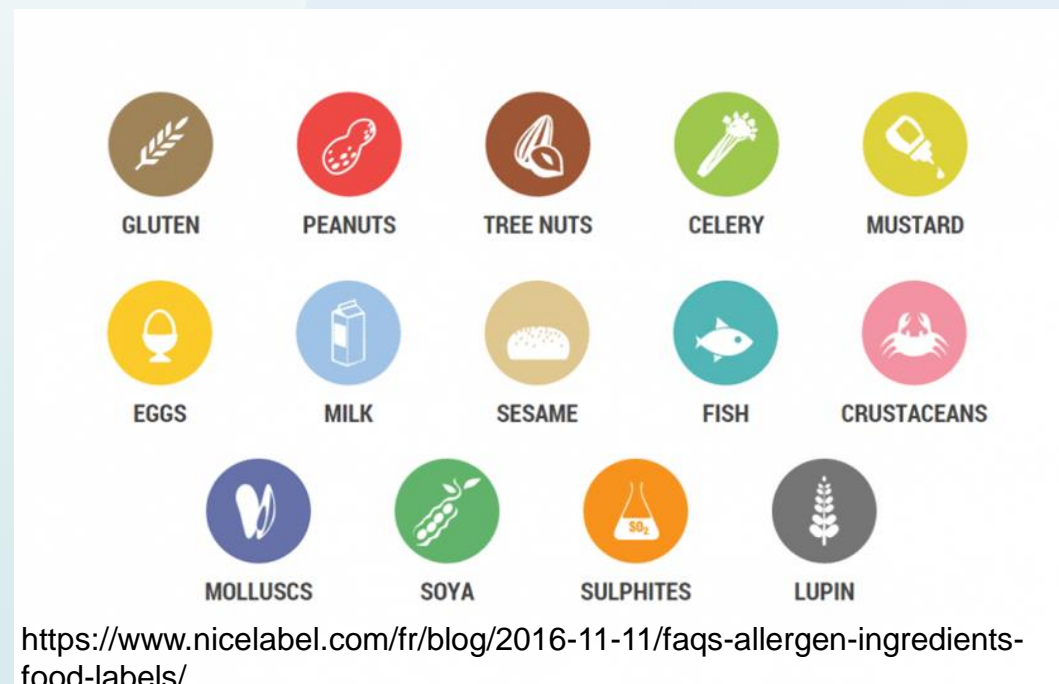 GLUTEN PEANUTS TREE NUTS CELERY MUSTARD
EGGS MILK SESAME FISH CRUSTACEANS
SO₂
MOLLUSCS SOYA SULPHITES LUPIN
https://www.nicelabel.com/fr/blog/2016-11-11/faqs-allergen-ingredients-
food-labels/